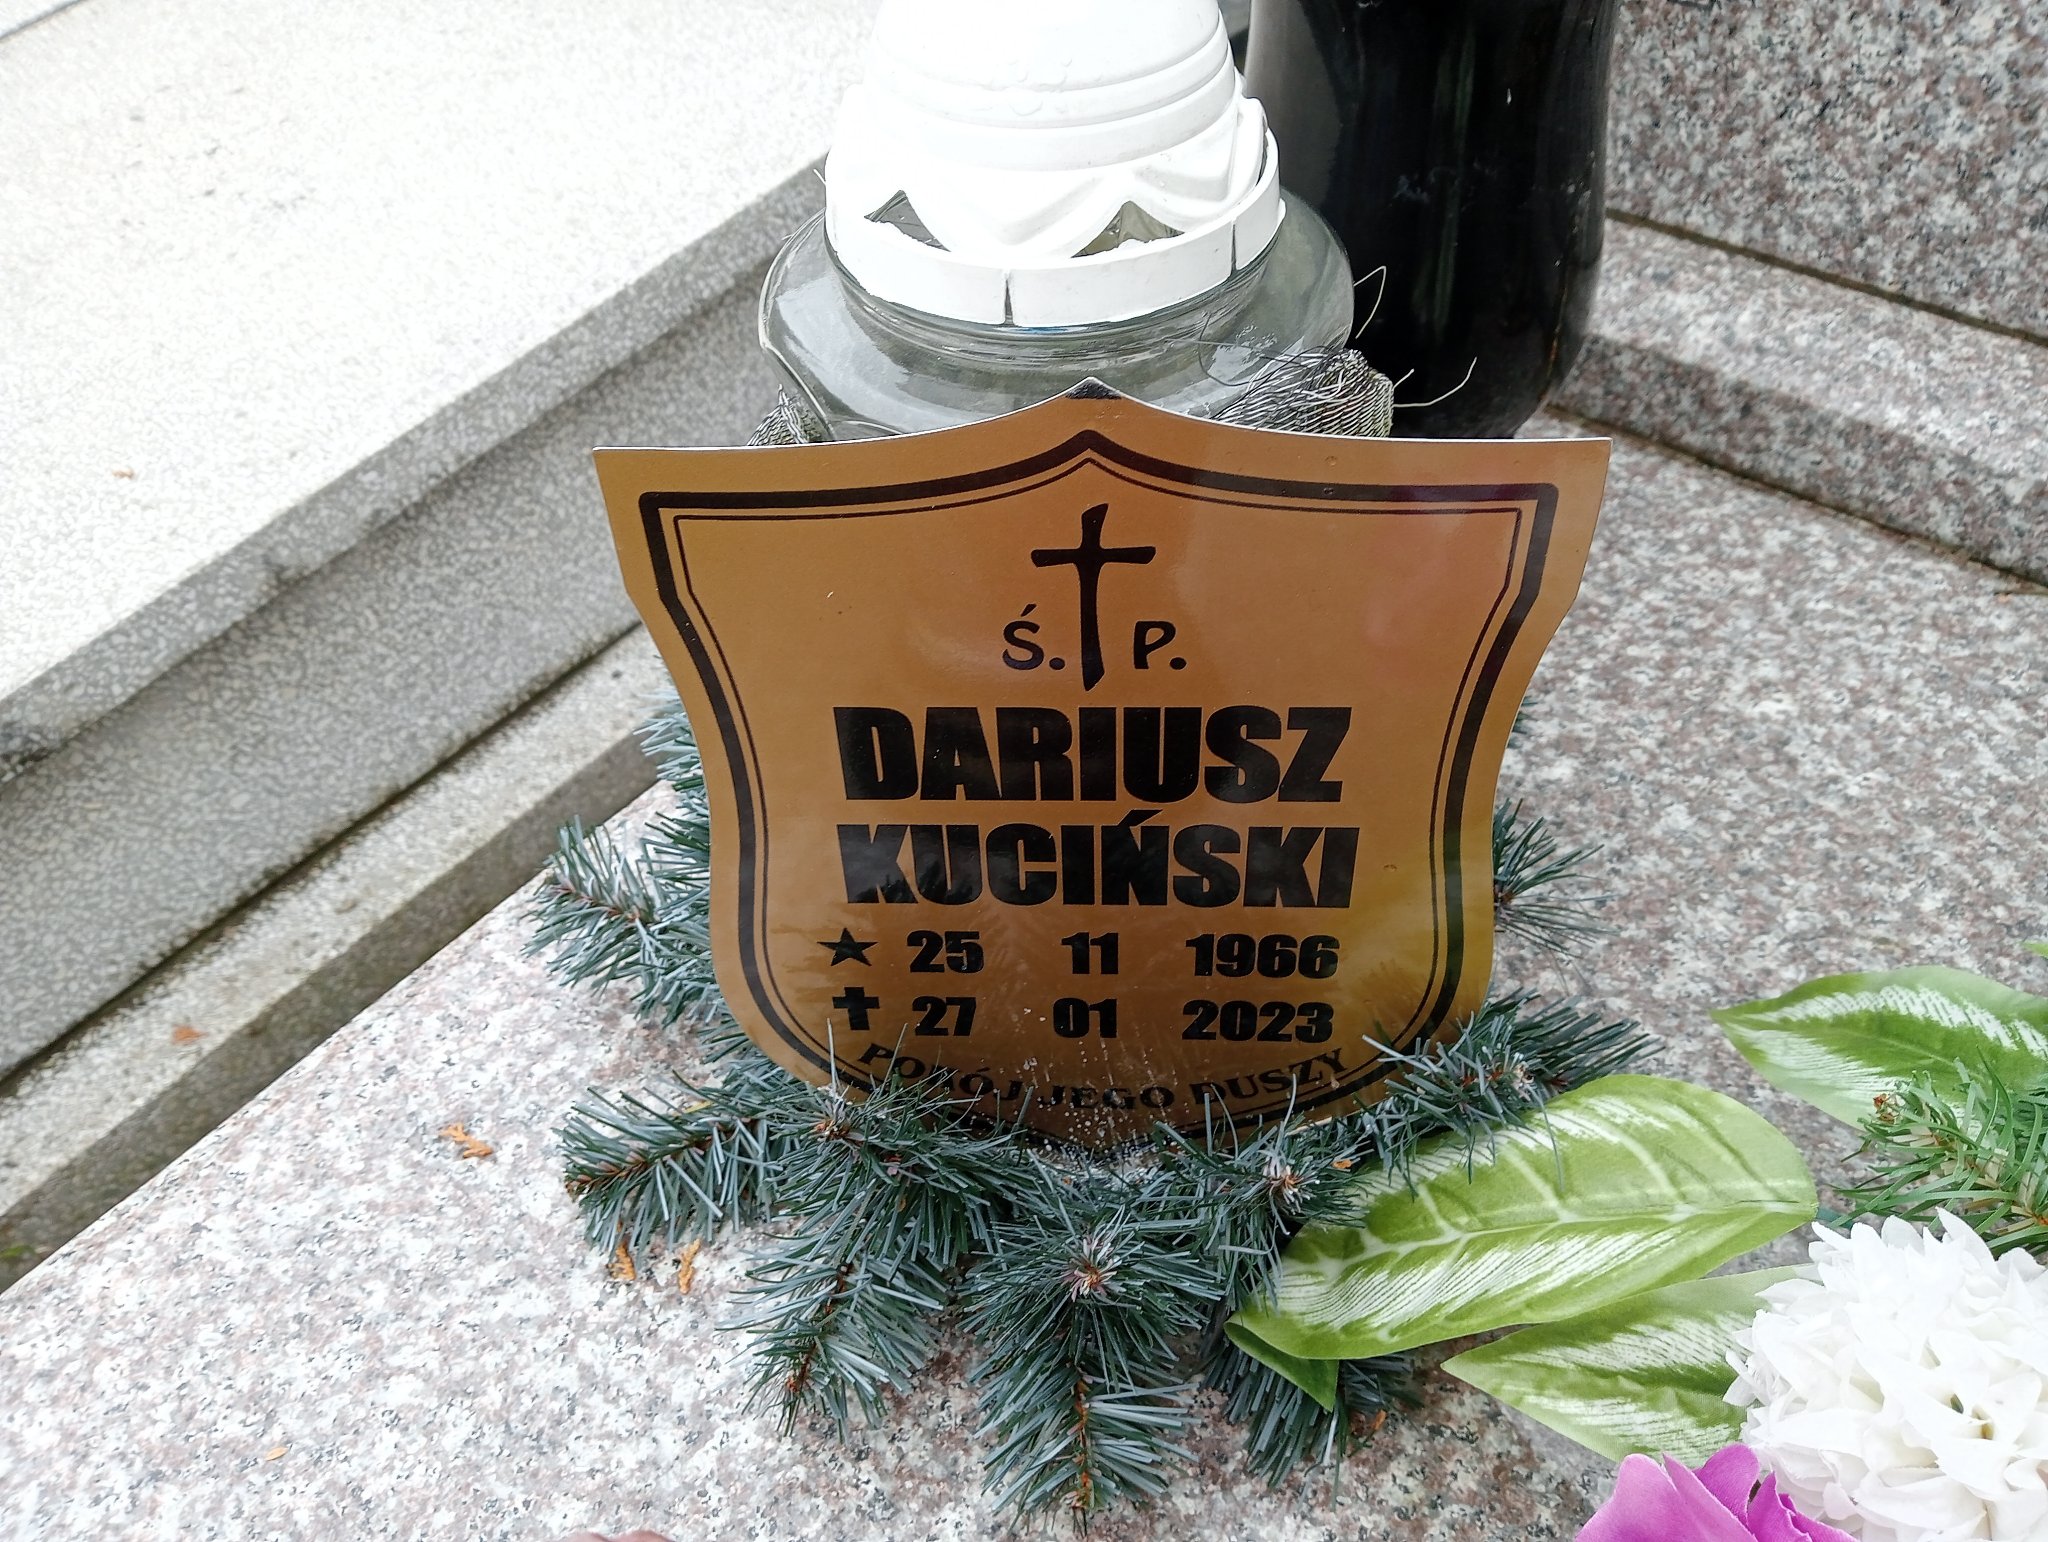 Ś. P.
DARIUSZ
KUCIŃSKI
★ 25 11 1966
✝ 27 01 2023
POKÓJ JEGO DUSZY